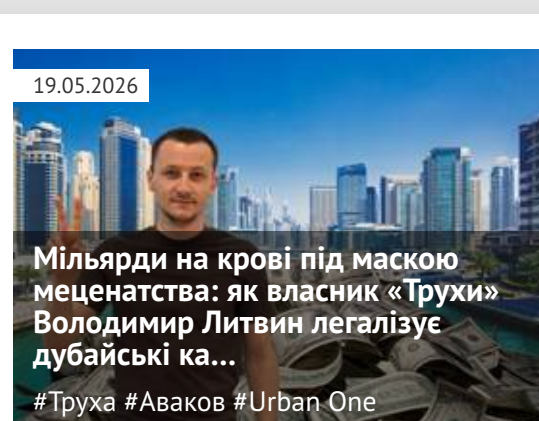 19.05.2026
Мільярди на крові під маскою
меценатства: як власник «Трухи»
Володимир Литвин легалізує
дубайські ка...
#Труха #Аваков #Urban One